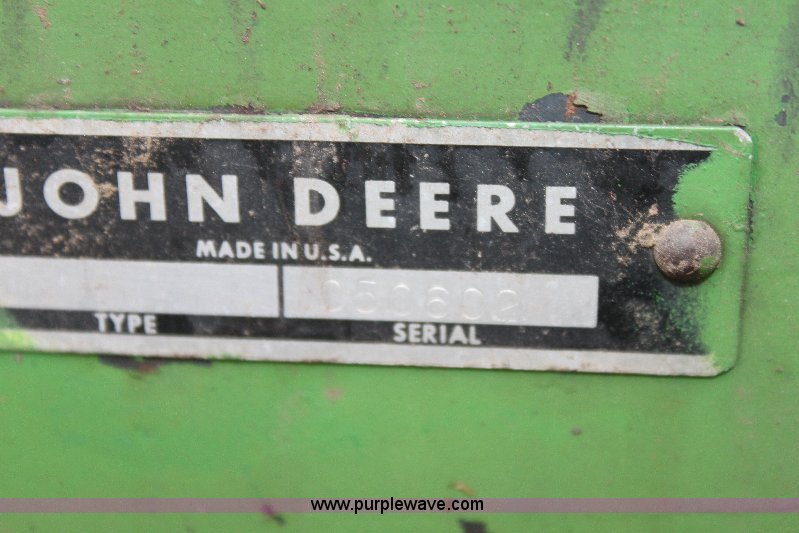 JOHN DEERE
MADE IN U.S.A.
050602
TYPE
SERIAL
www.purplewave.com